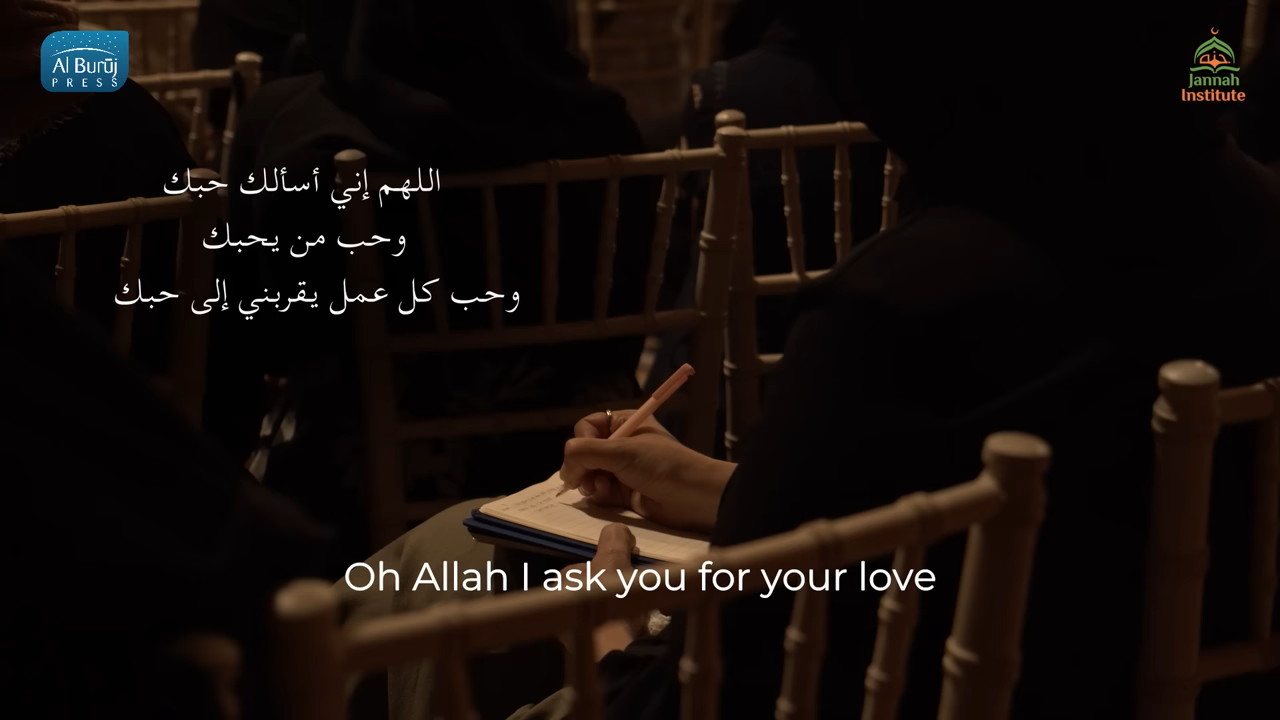 Al Burūj
PRESS
جنة
Jannah
Institute
اللهم إني أسألك حبك
وحب من يحبك
وحب كل عمل يقربني إلى حبك
Oh Allah I ask you for your love